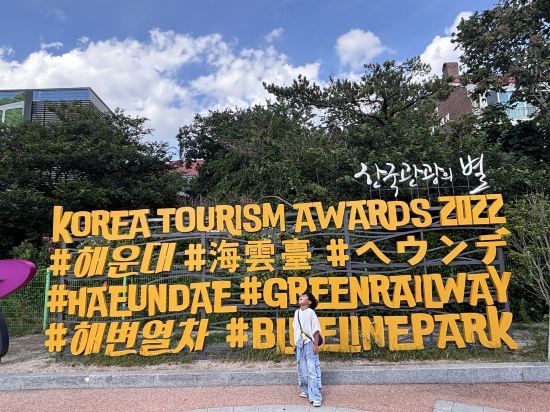 한국관광의 별
KOREA TOURISM AWARDS 2022
#해운대 #海雲臺 #ヘウンデ
#HAEUNDAE #GREENRAILWAY
#해변열차 #BLUELINEPARK